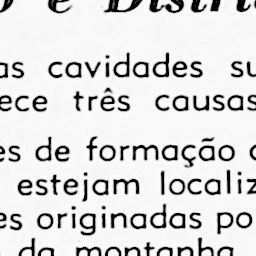 o e Distri
as cavidades su
ece três causas
es de formação
estejam localiz
es originadas po
da montanha